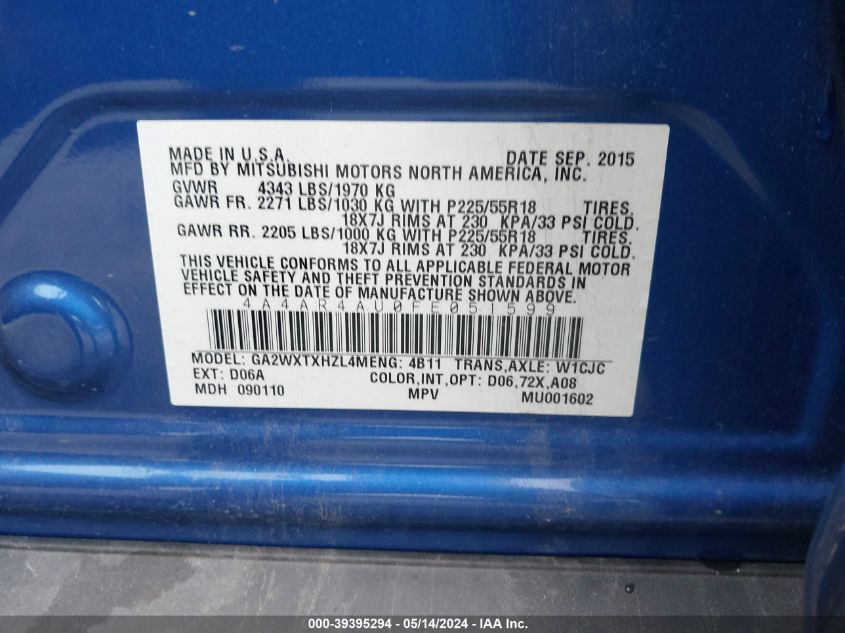 MADE IN U.S.A. DATE SEP. 2015
MFD BY MITSUBISHI MOTORS NORTH AMERICA, INC.
GVWR 4343 LBS/1970 KG
GAWR FR. 2271 LBS/1030 KG WITH P225/55R18 TIRES.
18X7J RIMS AT 230 KPA/33 PSI COLD.
GAWR RR. 2205 LBS/1000 KG WITH P225/55R18 TIRES.
18X7J RIMS AT 230 KPA/33 PSI COLD.
THIS VEHICLE CONFORMS TO ALL APPLICABLE FEDERAL MOTOR
VEHICLE SAFETY AND THEFT PREVENTION STANDARDS IN
EFFECT ON THE DATE OF MANUFACTURE SHOWN ABOVE.
4A4AR4AU0FE051599
MODEL: GA2WXTXHZL4MENG: 4B11 TRANS,AXLE: W1CJC
EXT: D06A COLOR,INT,OPT: D06,72X,A08
MDH 090110 MPV MU001602
000-39395294 - 05/14/2024 - IAA Inc.